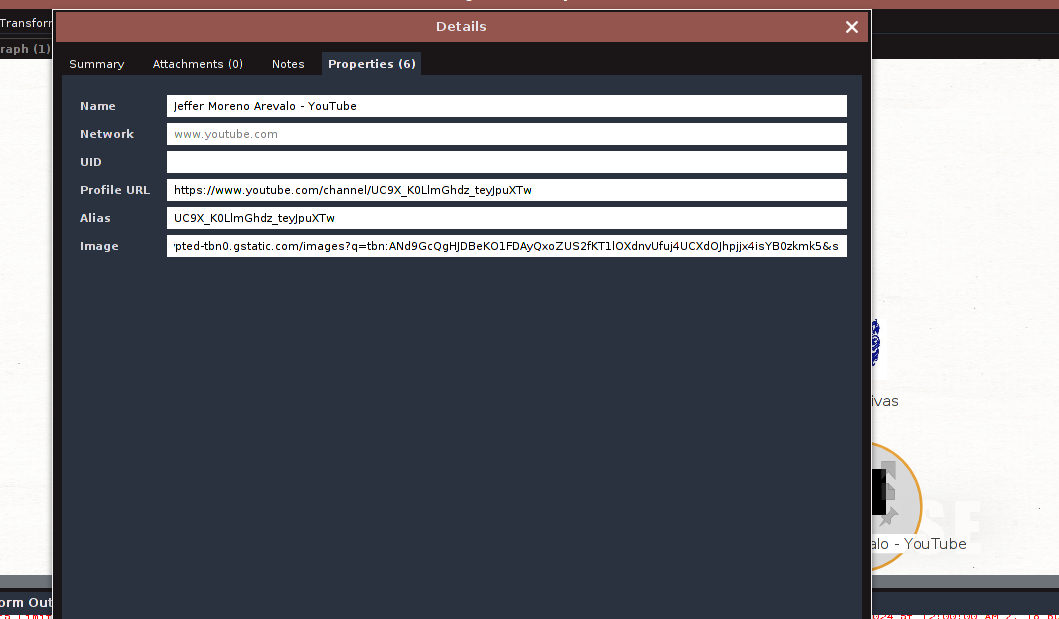 Details
Transforr
raph (1)
Summary Attachments (0) Notes Properties (6)
Name Jeffer Moreno Arevalo - YouTube
Network www.youtube.com
UID
Profile URL https://www.youtube.com/channel/UC9X_K0LlmGhdz_teyJpuXTw
Alias UC9X_K0LlmGhdz_teyJpuXTw
Image pted-tbn0.gstatic.com/images?q=tbn:ANd9GcQgHJDBeKO1FDAyQxoZUS2fKT1lOXdnvUfuj4UCXdOJhpjjx4isYB0zkmk5&s
ivas
SE
alo - YouTube
orm Out